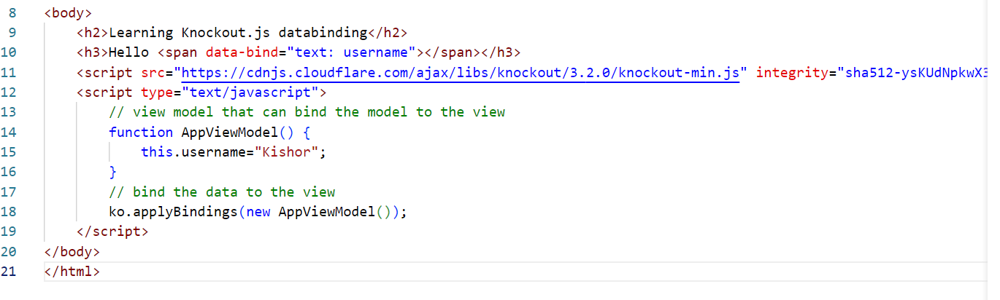 8 <body>
9 <h2>Learning Knockout.js databinding</h2>
10 <h3>Hello <span data-bind="text: username"></span></h3>
11 <script src="https://cdnjs.cloudflare.com/ajax/libs/knockout/3.2.0/knockout-min.js" integrity="sha512-ysKUdNpkwX3
12 <script type="text/javascript">
13 // view model that can bind the model to the view
14 function AppViewModel() {
15 this.username="Kishor";
16 }
17 // bind the data to the view
18 ko.applyBindings(new AppViewModel());
19 </script>
20 </body>
21 </html>